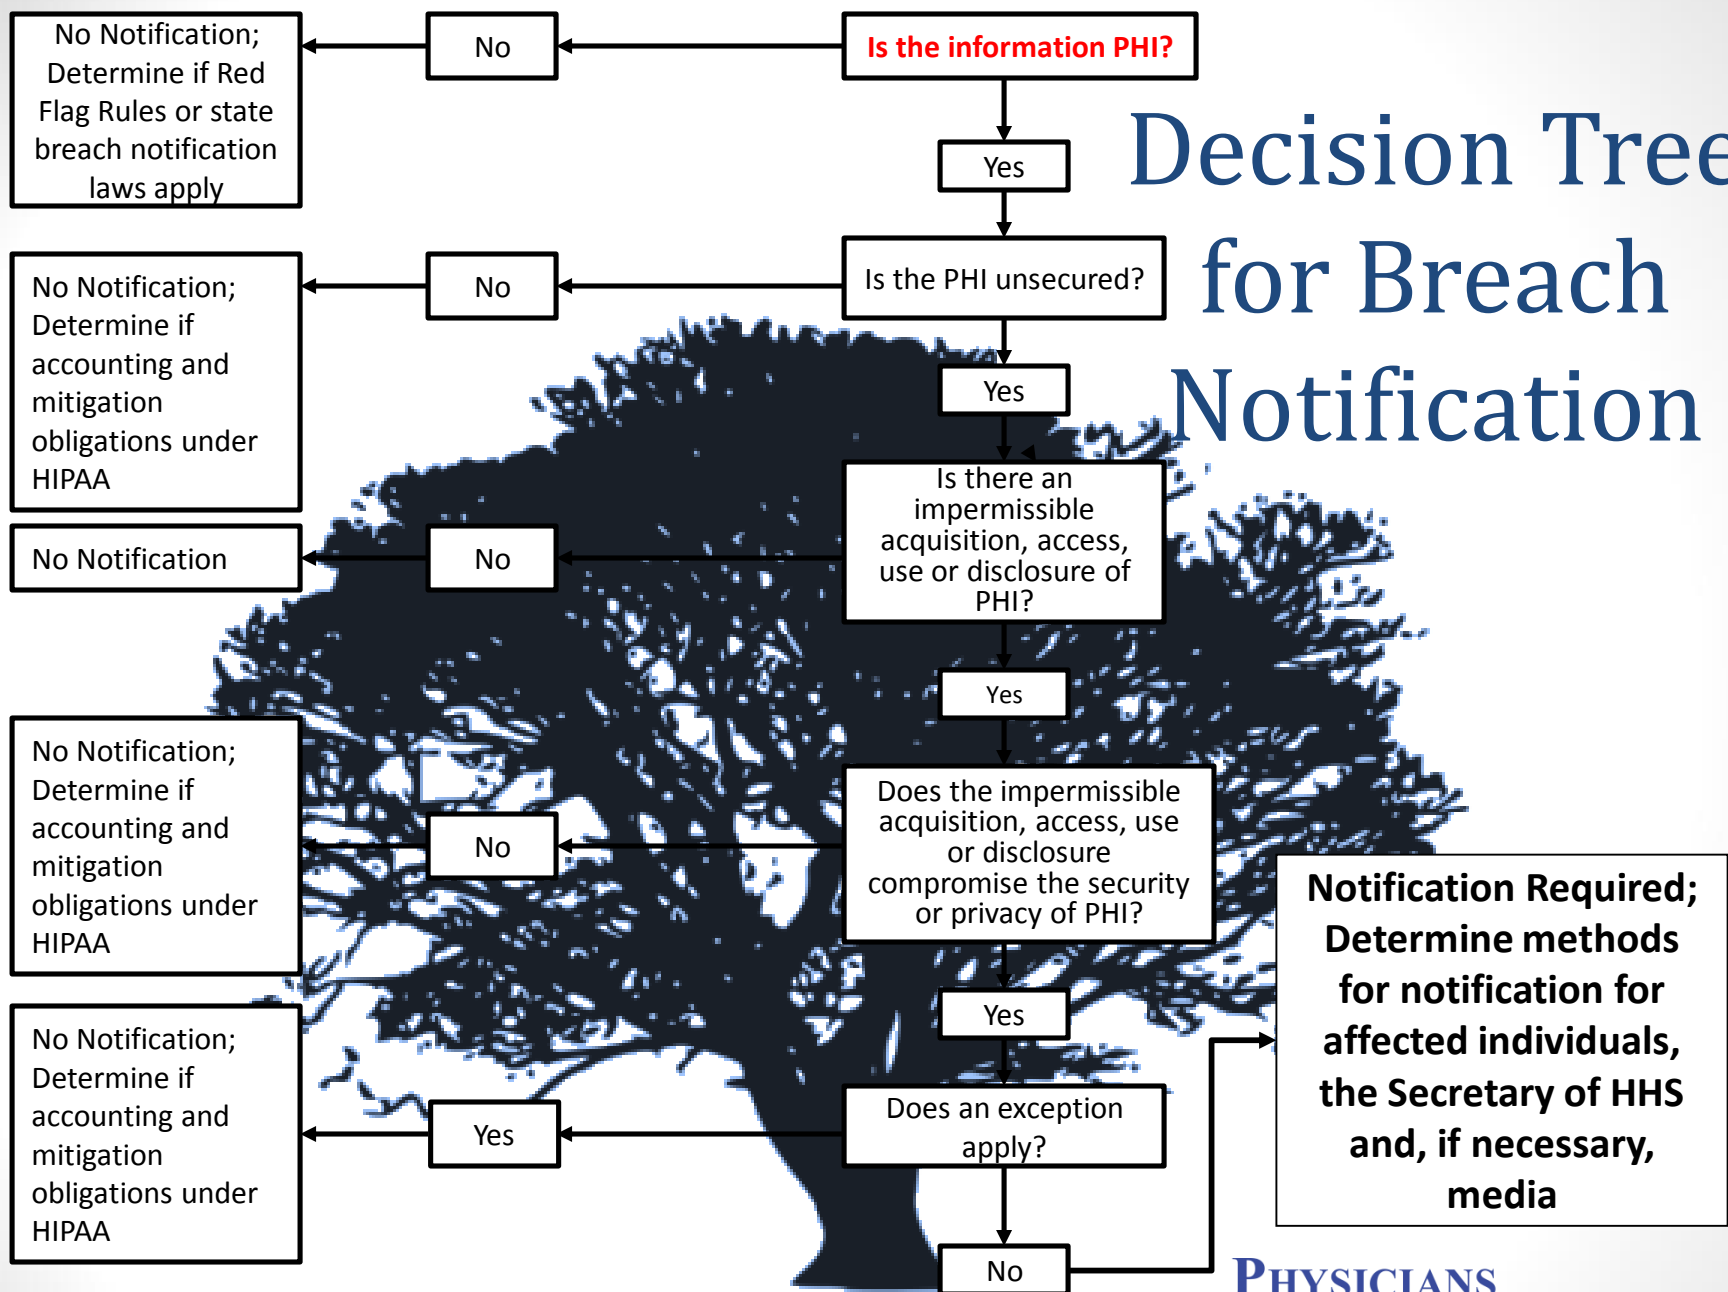 No Notification;
Determine if Red
Flag Rules or state
breach notification
laws apply
No
Is the information PHI?
Yes
Decision Tree
for Breach
Notification
No Notification;
Determine if
accounting and
mitigation
obligations under
HIPAA
No
Is the PHI unsecured?
Yes
No Notification
No
Is there an
impermissible
acquisition, access,
use or disclosure of
PHI?
Yes
No Notification;
Determine if
accounting and
mitigation
obligations under
HIPAA
No
Does the impermissible
acquisition, access, use
or disclosure
compromise the security
or privacy of PHI?
Yes
No Notification;
Determine if
accounting and
mitigation
obligations under
HIPAA
Yes
Does an exception
apply?
No
Notification Required;
Determine methods
for notification for
affected individuals,
the Secretary of HHS
and, if necessary,
media
PHYSICIANS